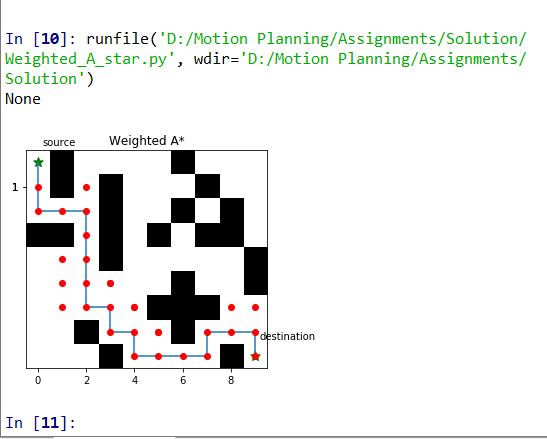 In [10]: runfile('D:/Motion Planning/Assignments/Solution/
Weighted_A_star.py', wdir='D:/Motion Planning/Assignments/
Solution')
None
source
Weighted A*
1
destination
0 2 4 6 8
In [11]: